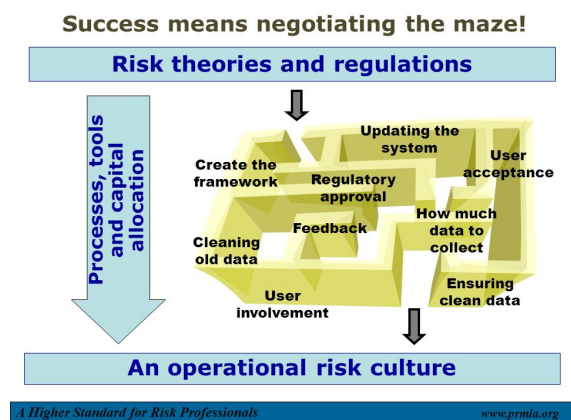 Success means negotiating the maze!
Risk theories and regulations
Processes, tools
and capital
allocation
Updating the
system
User
acceptance
Create the
framework
Regulatory
approval
How much
data to
collect
Feedback
Cleaning
old data
Ensuring
clean data
User
involvement
An operational risk culture
A Higher Standard for Risk Professionals
www.prmia.org